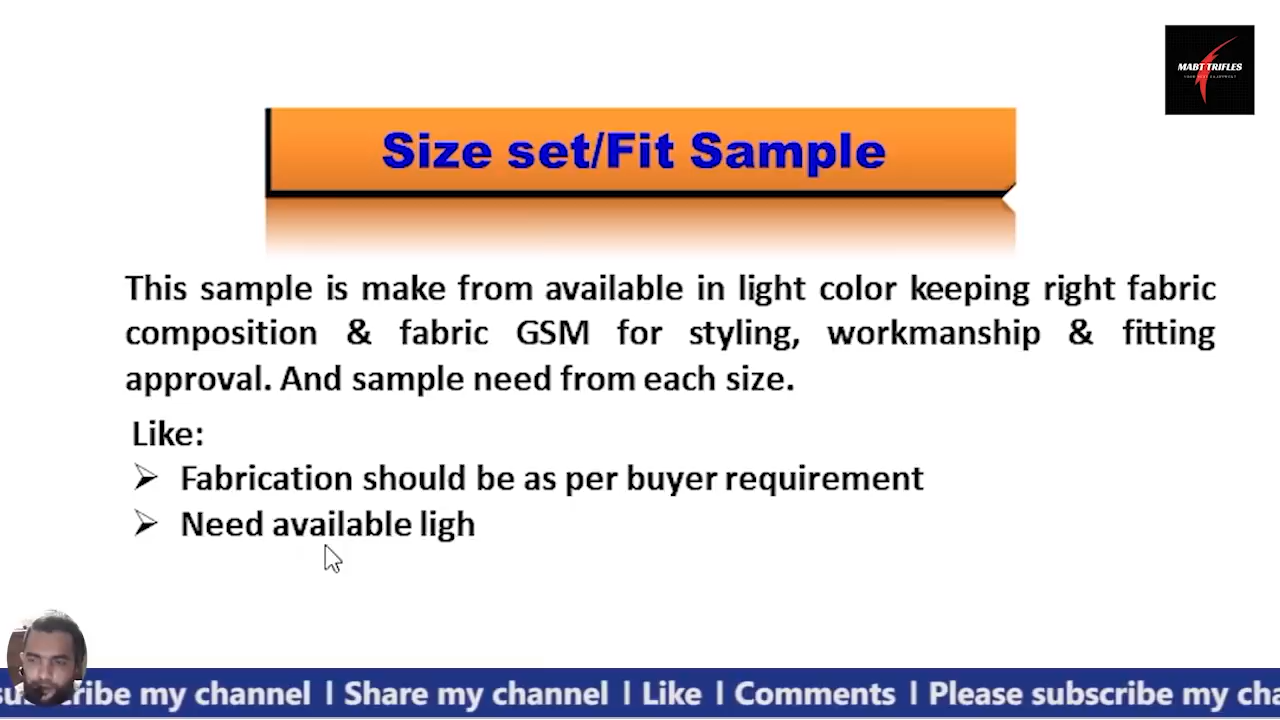 MABT TRIFLES
Size set/Fit Sample
This sample is make from available in light color keeping right fabric
composition & fabric GSM for styling, workmanship & fitting
approval. And sample need from each size.
Like:
Fabrication should be as per buyer requirement
Need available ligh
subscribe my channel l Share my channel l Like l Comments l Please subscribe my cha